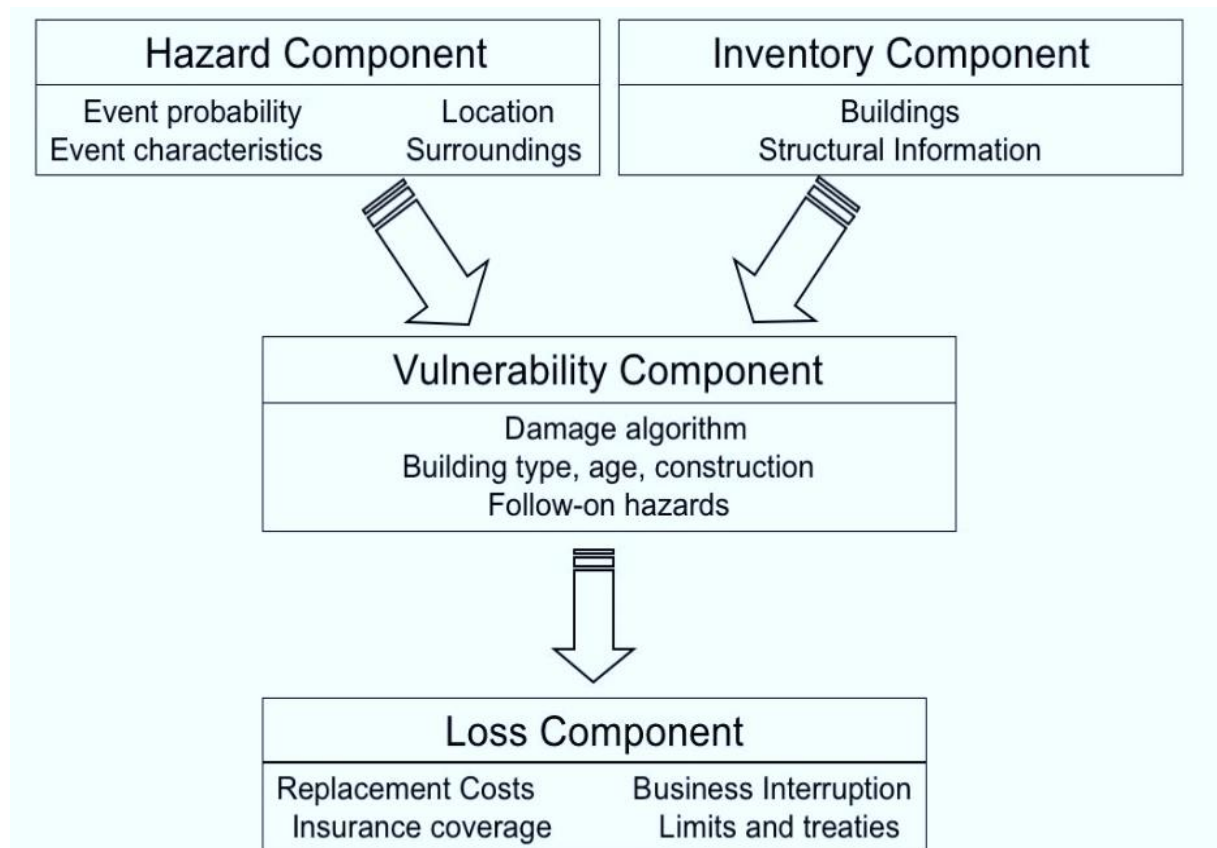 Hazard Component
Event probability
Location
Event characteristics
Surroundings
Inventory Component
Buildings
Structural Information
Vulnerability Component
Damage algorithm
Building type, age, construction
Follow-on hazards
Loss Component
Replacement Costs
Business Interruption
Insurance coverage
Limits and treaties